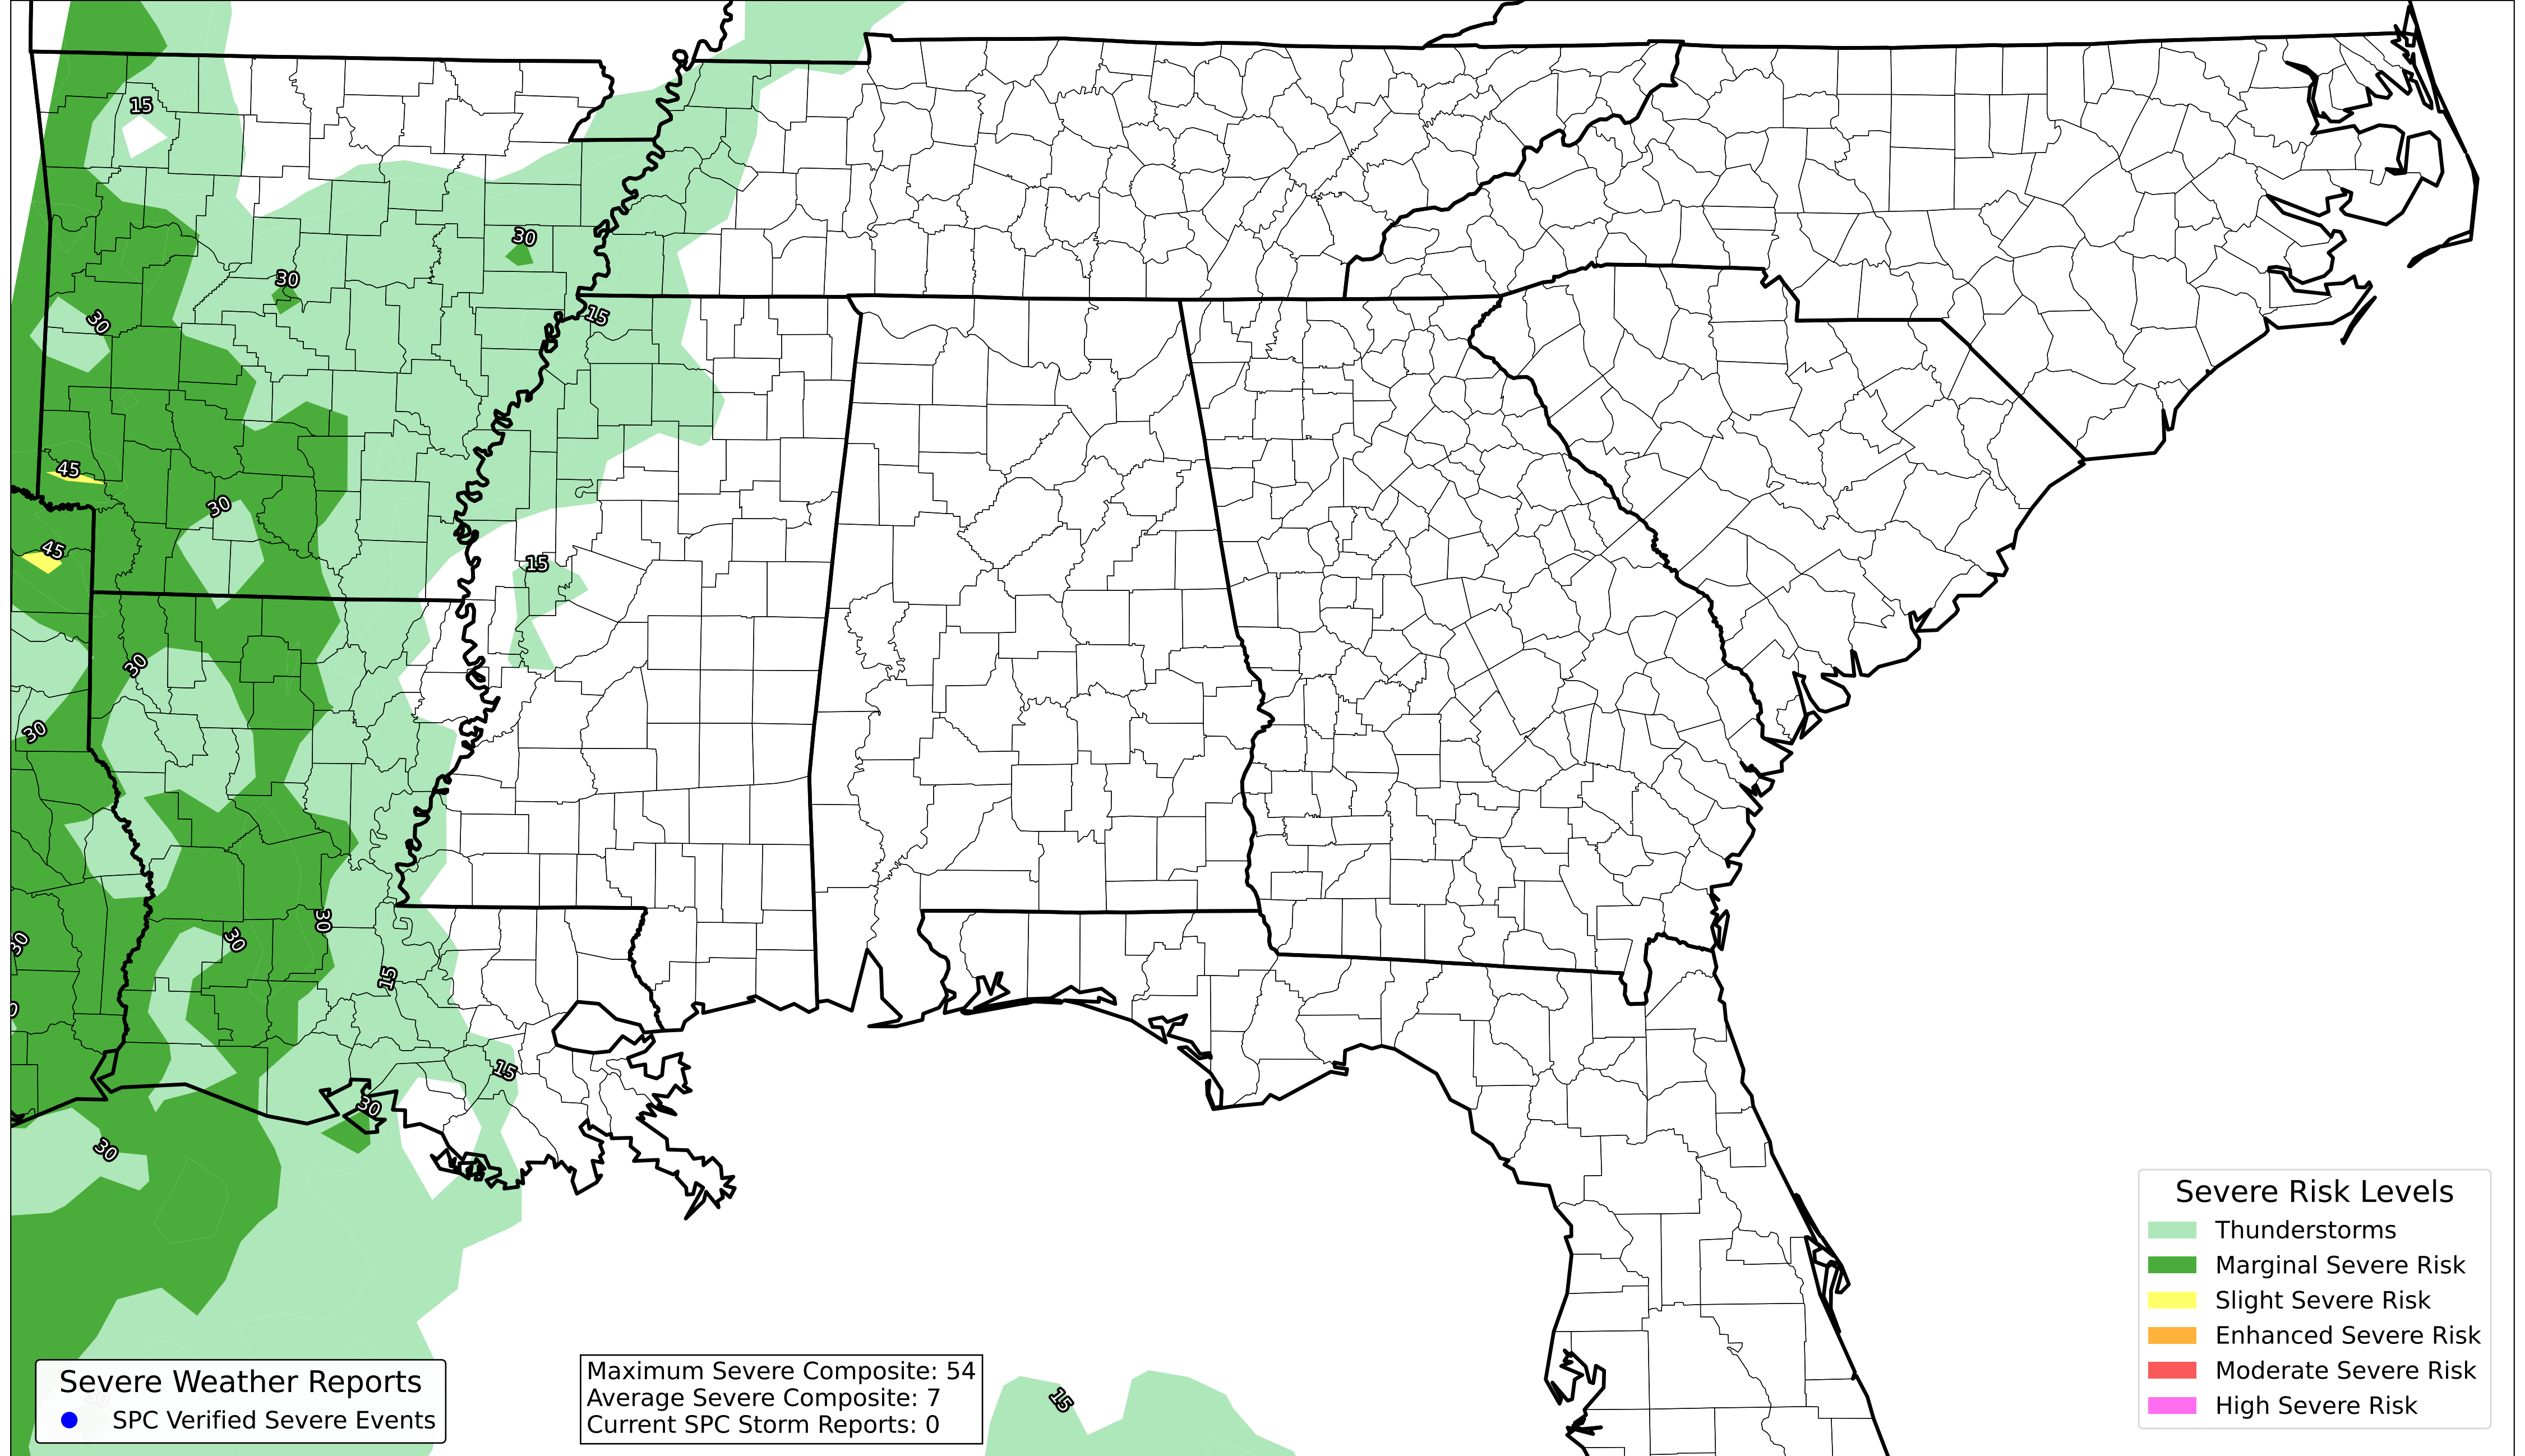 15
30
30
15
30
45
30
45
15
30
30
30
30
30
15
15
30
30
15
Severe Risk Levels
Thunderstorms
Marginal Severe Risk
Slight Severe Risk
Enhanced Severe Risk
Moderate Severe Risk
High Severe Risk
Severe Weather Reports
SPC Verified Severe Events
Maximum Severe Composite: 54
Average Severe Composite: 7
Current SPC Storm Reports: 0